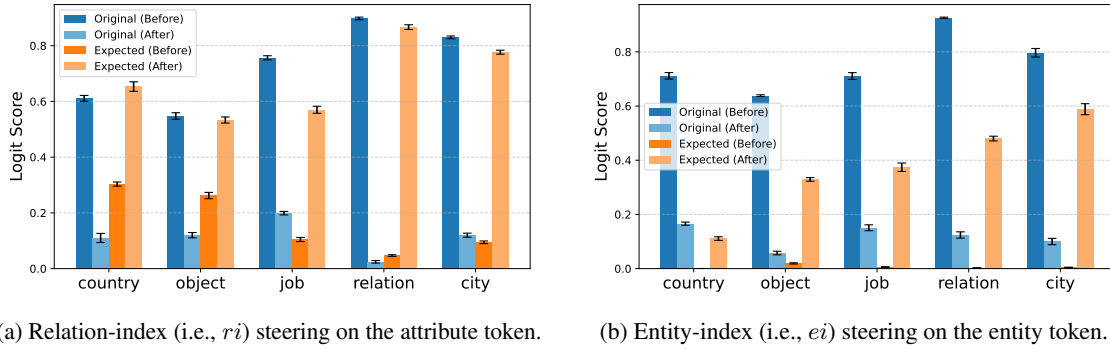 Original (Before)
Original (After)
Expected (Before)
Expected (After)
Logit Score
0.8
0.6
0.4
0.2
0.0
country object job relation city
(a) Relation-index (i.e., ri) steering on the attribute token.
Original (Before)
Original (After)
Expected (Before)
Expected (After)
Logit Score
0.8
0.6
0.4
0.2
0.0
country object job relation city
(b) Entity-index (i.e., ei) steering on the entity token.